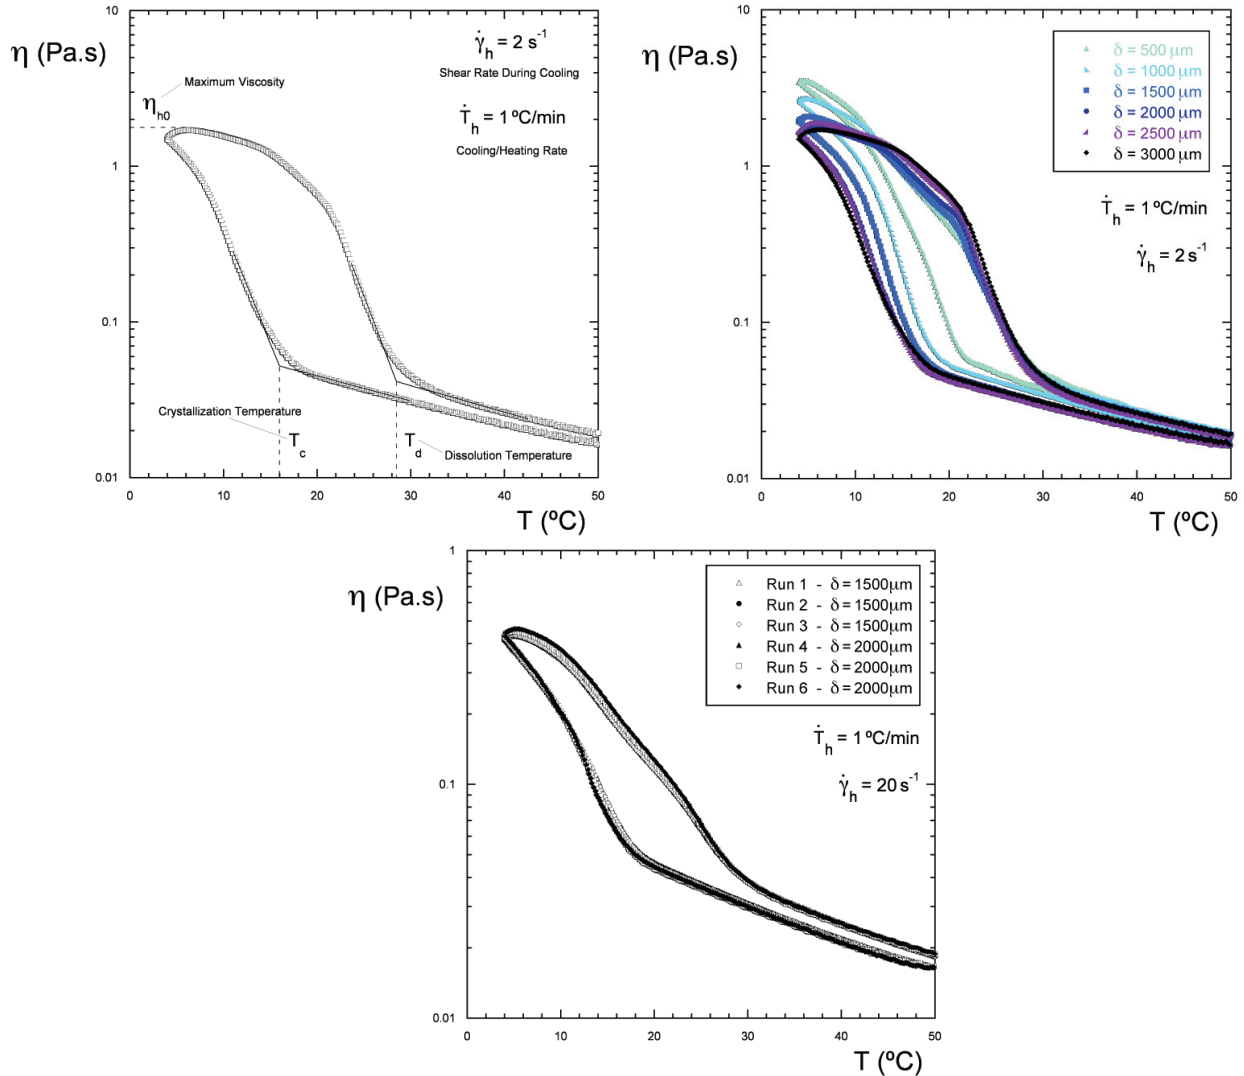 10
η (Pa.s)
γ̇h = 2 s-1
Shear Rate During Cooling
Maximum Viscosity
ηh0
Ṫh = 1 ºC/min
Cooling/Heating Rate
1
0.1
Crystallization Temperature
Tc
Td
Dissolution Temperature
0.01
0 10 20 30 40 50
T (ºC)
10
η (Pa.s)
δ = 500 μm
δ = 1000 μm
δ = 1500 μm
δ = 2000 μm
δ = 2500 μm
δ = 3000 μm
1
Ṫh = 1 ºC/min
γ̇h = 2 s-1
0.1
0.01
0 10 20 30 40 50
T (ºC)
1
η (Pa.s)
Run 1 - δ = 1500μm
Run 2 - δ = 1500μm
Run 3 - δ = 1500μm
Run 4 - δ = 2000μm
Run 5 - δ = 2000μm
Run 6 - δ = 2000μm
Ṫh = 1 ºC/min
γ̇h = 20 s-1
0.1
0.01
0 10 20 30 40 50
T (ºC)